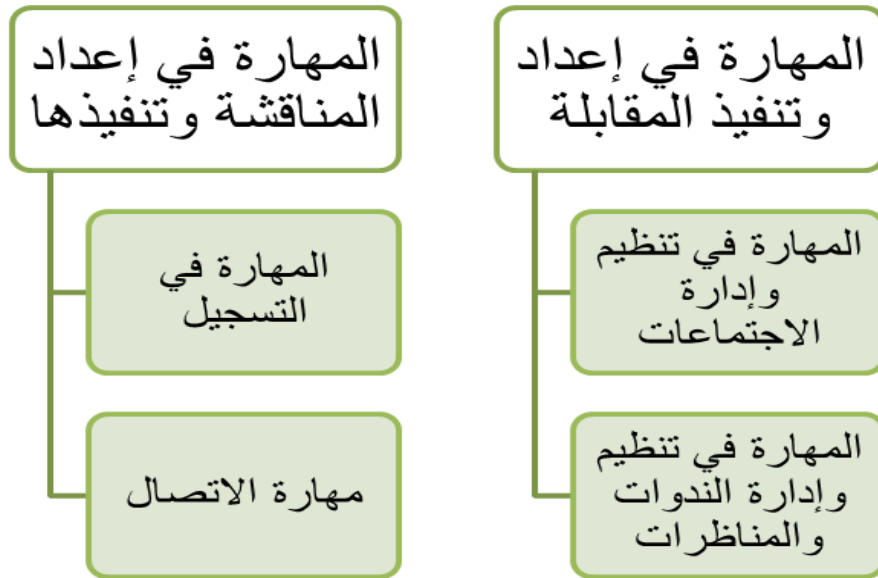 المهارة في إعداد
وتنفيذ المقابلة
المهارة في تنظيم
وإدارة
الاجتماعات
المهارة في تنظيم
وإدارة الندوات
والمناظرات
المهارة في إعداد
المناقشة وتنفيذها
المهارة في
التسجيل
مهارة الاتصال